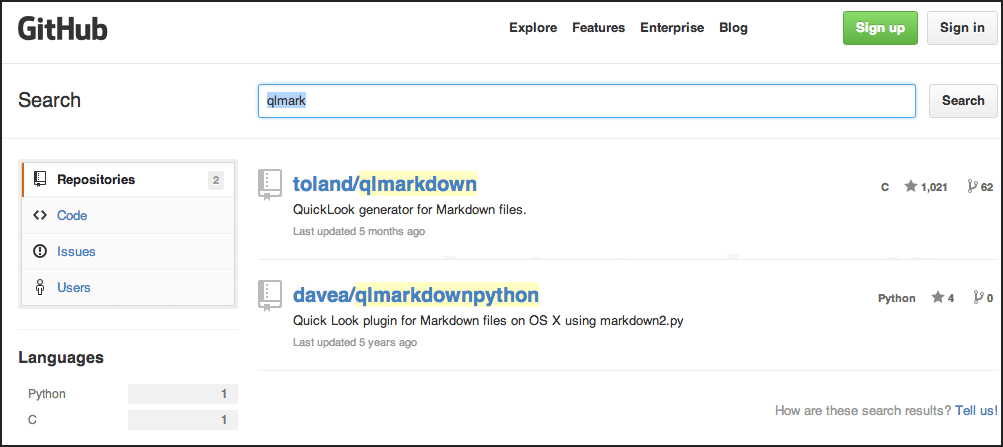 GitHub
Explore Features Enterprise Blog
Sign up
Sign in
Search
qlmark
Search
Repositories 2
Code
Issues
Users
Languages
Python 1
C 1
toland/qlmarkdown
C 1,021 62
QuickLook generator for Markdown files.
Last updated 5 months ago
davea/qlmarkdownpython
Python 4 0
Quick Look plugin for Markdown files on OS X using markdown2.py
Last updated 5 years ago
How are these search results? Tell us!